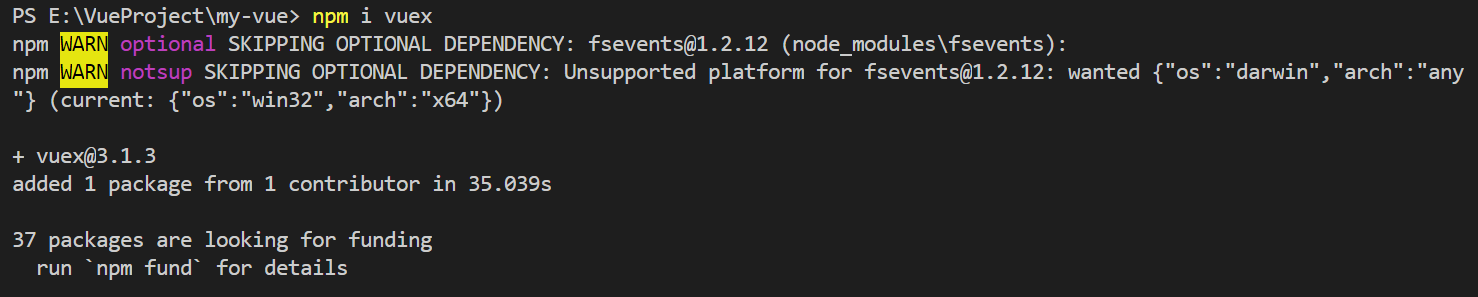 PS E:\VueProject\my-vue> npm i vuex
npm WARN optional SKIPPING OPTIONAL DEPENDENCY: fsevents@1.2.12 (node_modules\fsevents):
npm WARN notsup SKIPPING OPTIONAL DEPENDENCY: Unsupported platform for fsevents@1.2.12: wanted {"os":"darwin","arch":"any
"} (current: {"os":"win32","arch":"x64"})
+ vuex@3.1.3
added 1 package from 1 contributor in 35.039s
37 packages are looking for funding
  run `npm fund` for details